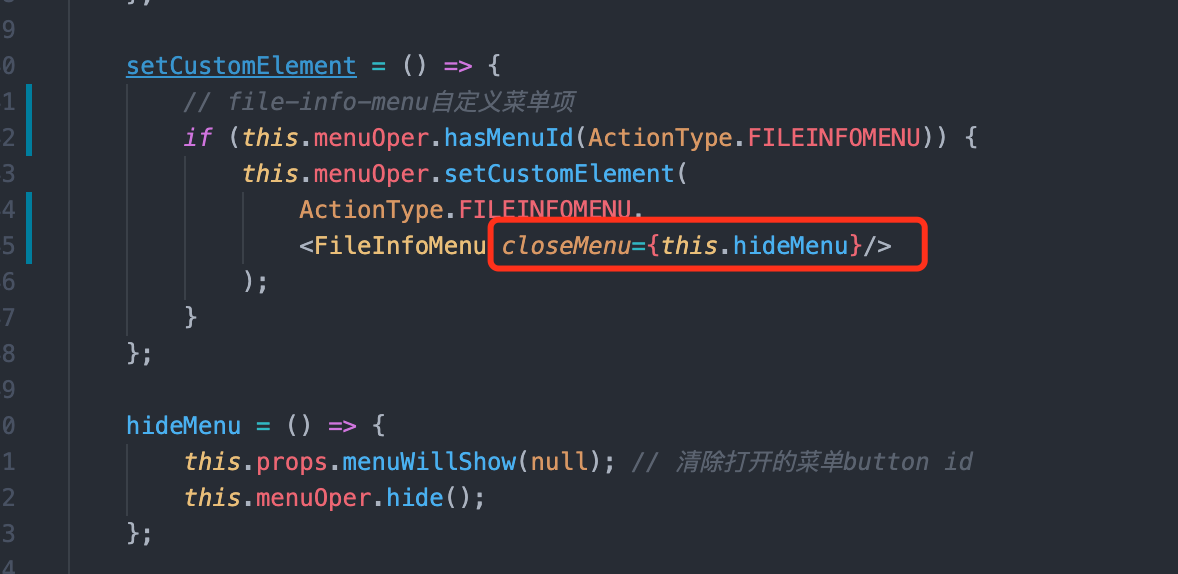 };
9
0 setCustomElement = () => {
1 // file-info-menu自定义菜单项
2 if (this.menuOper.hasMenuId(ActionType.FILEINFOMENU)) {
3 this.menuOper.setCustomElement(
4 ActionType.FILEINFOMENU,
5 <FileInfoMenu closeMenu={this.hideMenu}/>
6 );
7 }
8 };
9
0 hideMenu = () => {
1 this.props.menuWillShow(null); // 清除打开的菜单button id
2 this.menuOper.hide();
3 };
4